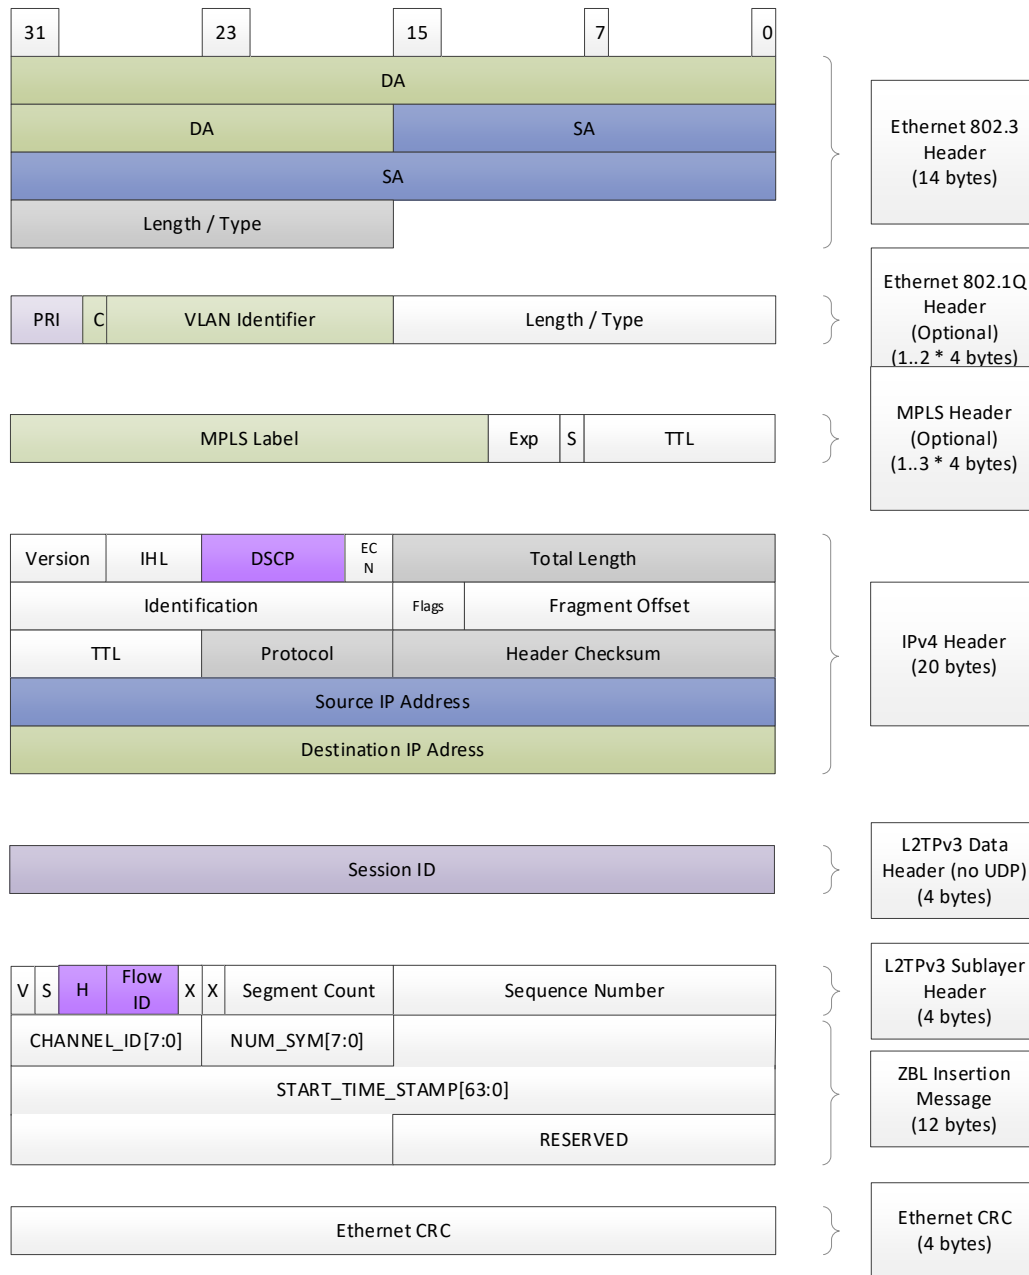 31 23 15 7 0
DA
DA SA
SA
Length / Type
Ethernet 802.3
Header
(14 bytes)
PRI C VLAN Identifier Length / Type
Ethernet 802.1Q
Header
(Optional)
(1..2 * 4 bytes)
MPLS Label Exp S TTL
MPLS Header
(Optional)
(1..3 * 4 bytes)
Version IHL DSCP EC
N Total Length
Identification Flags Fragment Offset
TTL Protocol Header Checksum
Source IP Address
Destination IP Adress
IPv4 Header
(20 bytes)
Session ID
L2TPv3 Data
Header (no UDP)
(4 bytes)
V S H Flow
ID X X Segment Count Sequence Number
L2TPv3 Sublayer
Header
(4 bytes)
CHANNEL_ID[7:0] NUM_SYM[7:0]
START_TIME_STAMP[63:0]
RESERVED
ZBL Insertion
Message
(12 bytes)
Ethernet CRC
Ethernet CRC
(4 bytes)